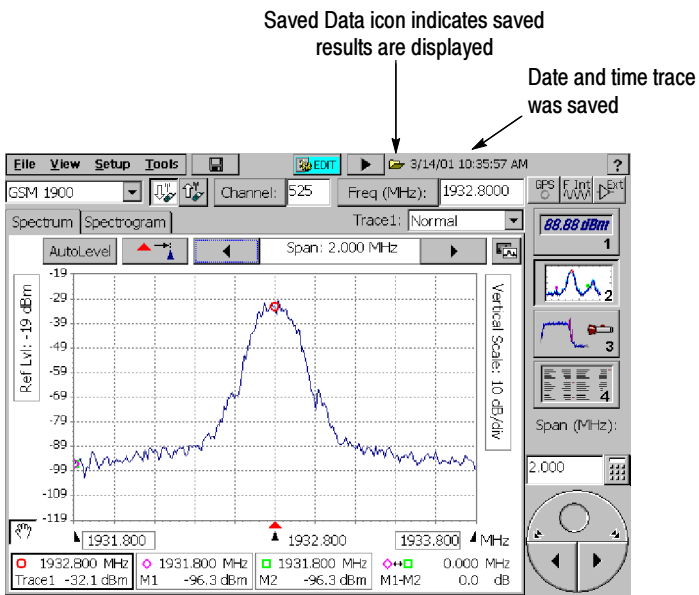 Saved Data icon indicates saved
results are displayed
Date and time trace
was saved
File View Setup Tools EDIT 3/14/01 10:35:57 AM ?
GSM 1900 Channel: 525 Freq (MHz): 1932.8000 GPS F Int Ext
Spectrum Spectrogram Trace1: Normal
88.88 dBm
1
AutoLevel Span: 2.000 MHz
Ref Lvl: -19 dBm
-19
-29
-39
-49
-59
-69
-79
-89
-99
-109
-119
Vertical Scale: 10 dB/div
2
3
4
Span (MHz):
2.000
1931.800 1932.800 1933.800 MHz
1932.800 MHz 1931.800 MHz 1931.800 MHz 0.000 MHz
Trace1 -32.1 dBm M1 -96.3 dBm M2 -96.3 dBm M1-M2 0.0 dB